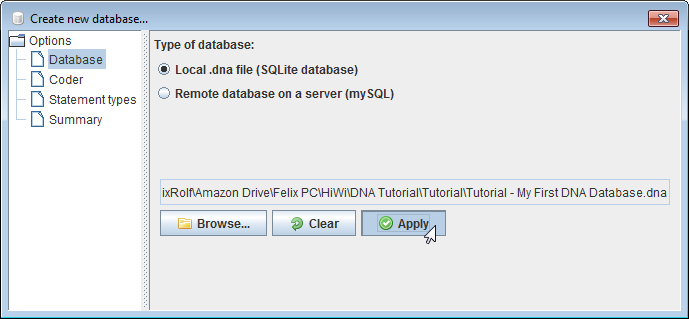 Create new database...
Options
Database
Coder
Statement types
Summary
Type of database:
Local .dna file (SQLite database)
Remote database on a server (mySQL)
ixRolf\Amazon Drive\Felix PC\HiWi\DNA Tutorial\Tutorial\Tutorial - My First DNA Database.dna
Browse... Clear Apply